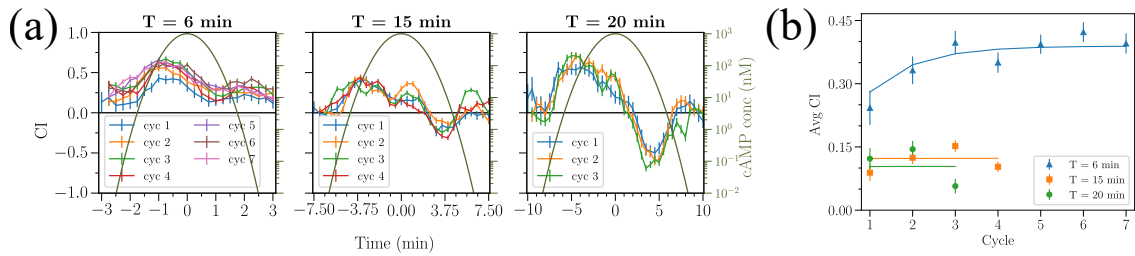 (a)
T = 6 min
T = 15 min
T = 20 min
(b)
1.0
0.5
0.0
−0.5
−1.0
CI
cyc 1
cyc 2
cyc 3
cyc 4
cyc 5
cyc 6
cyc 7
−3 −2 −1 0 1 2 3
cyc 1
cyc 2
cyc 3
cyc 4
−7.50 −3.75 0.00 3.75 7.50
cyc 1
cyc 2
cyc 3
−10 −5 0 5 10
10³
10²
10¹
10⁰
10⁻¹
10⁻²
cAMP conc (nM)
Time (min)
0.45
0.30
0.15
0.00
Avg CI
T = 6 min
T = 15 min
T = 20 min
1 2 3 4 5 6 7
Cycle